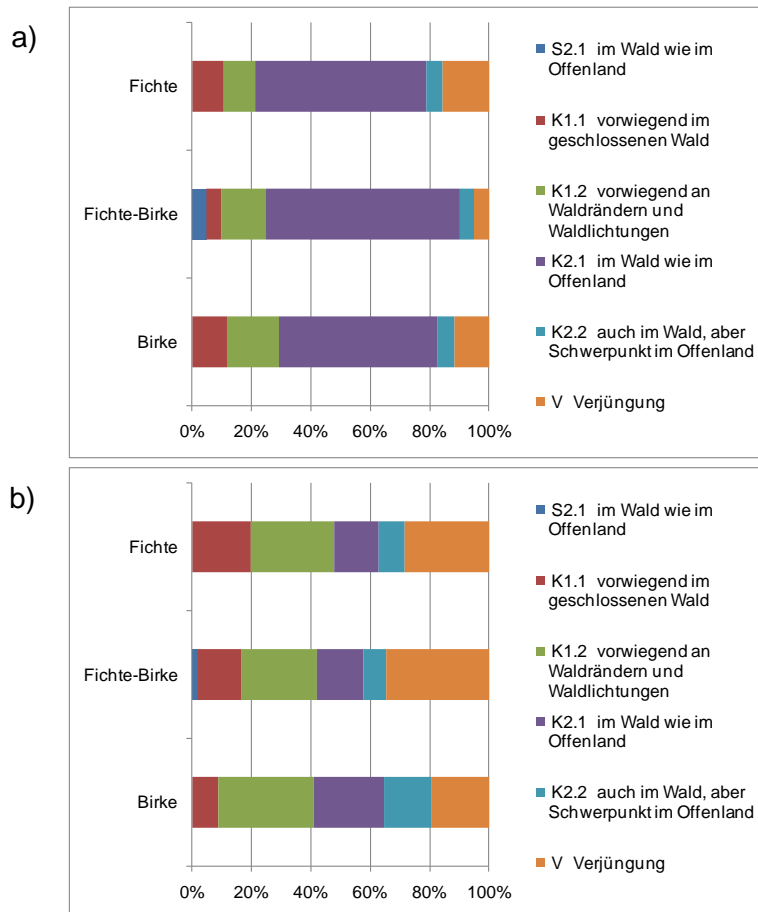 a)
Fichte
Fichte-Birke
Birke
0% 20% 40% 60% 80% 100%
S2.1 im Wald wie im
Offenland
K1.1 vorwiegend im
geschlossenen Wald
K1.2 vorwiegend an
Waldrändern und
Waldlichtungen
K2.1 im Wald wie im
Offenland
K2.2 auch im Wald, aber
Schwerpunkt im Offenland
V Verjüngung
b)
Fichte
Fichte-Birke
Birke
0% 20% 40% 60% 80% 100%
S2.1 im Wald wie im
Offenland
K1.1 vorwiegend im
geschlossenen Wald
K1.2 vorwiegend an
Waldrändern und
Waldlichtungen
K2.1 im Wald wie im
Offenland
K2.2 auch im Wald, aber
Schwerpunkt im Offenland
V Verjüngung